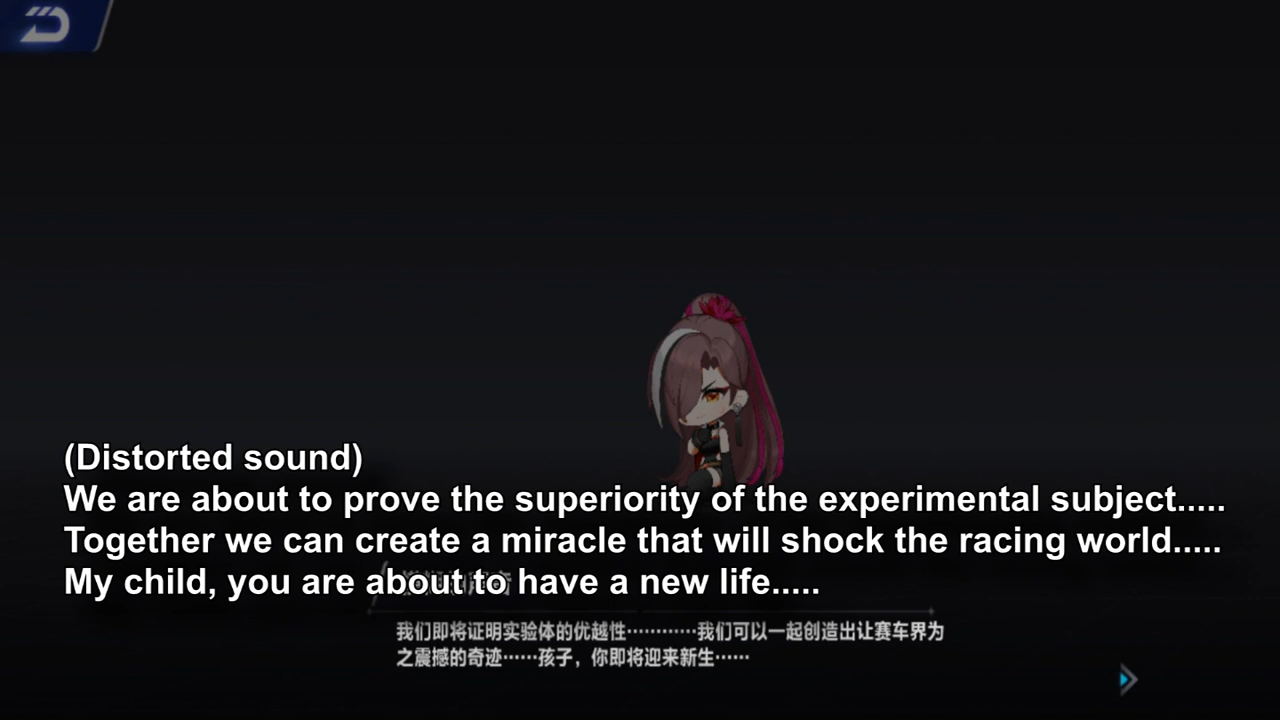 (Distorted sound)
We are about to prove the superiority of the experimental subject.....
Together we can create a miracle that will shock the racing world.....
My child, you are about to have a new life.....
我们即将证明实验体的优越性…………我们可以一起创造出让赛车界为
之震撼的奇迹……孩子，你即将迎来新生……